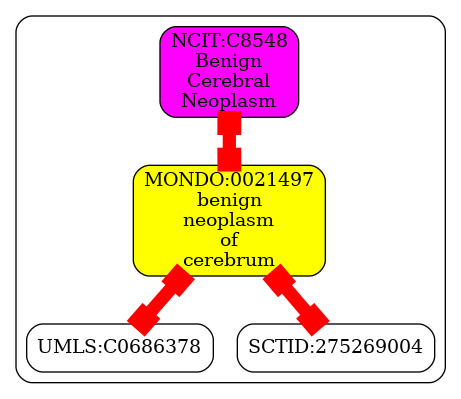 NCIT:C8548
Benign
Cerebral
Neoplasm
MONDO:0021497
benign
neoplasm
of
cerebrum
UMLS:C0686378
SCTID:275269004